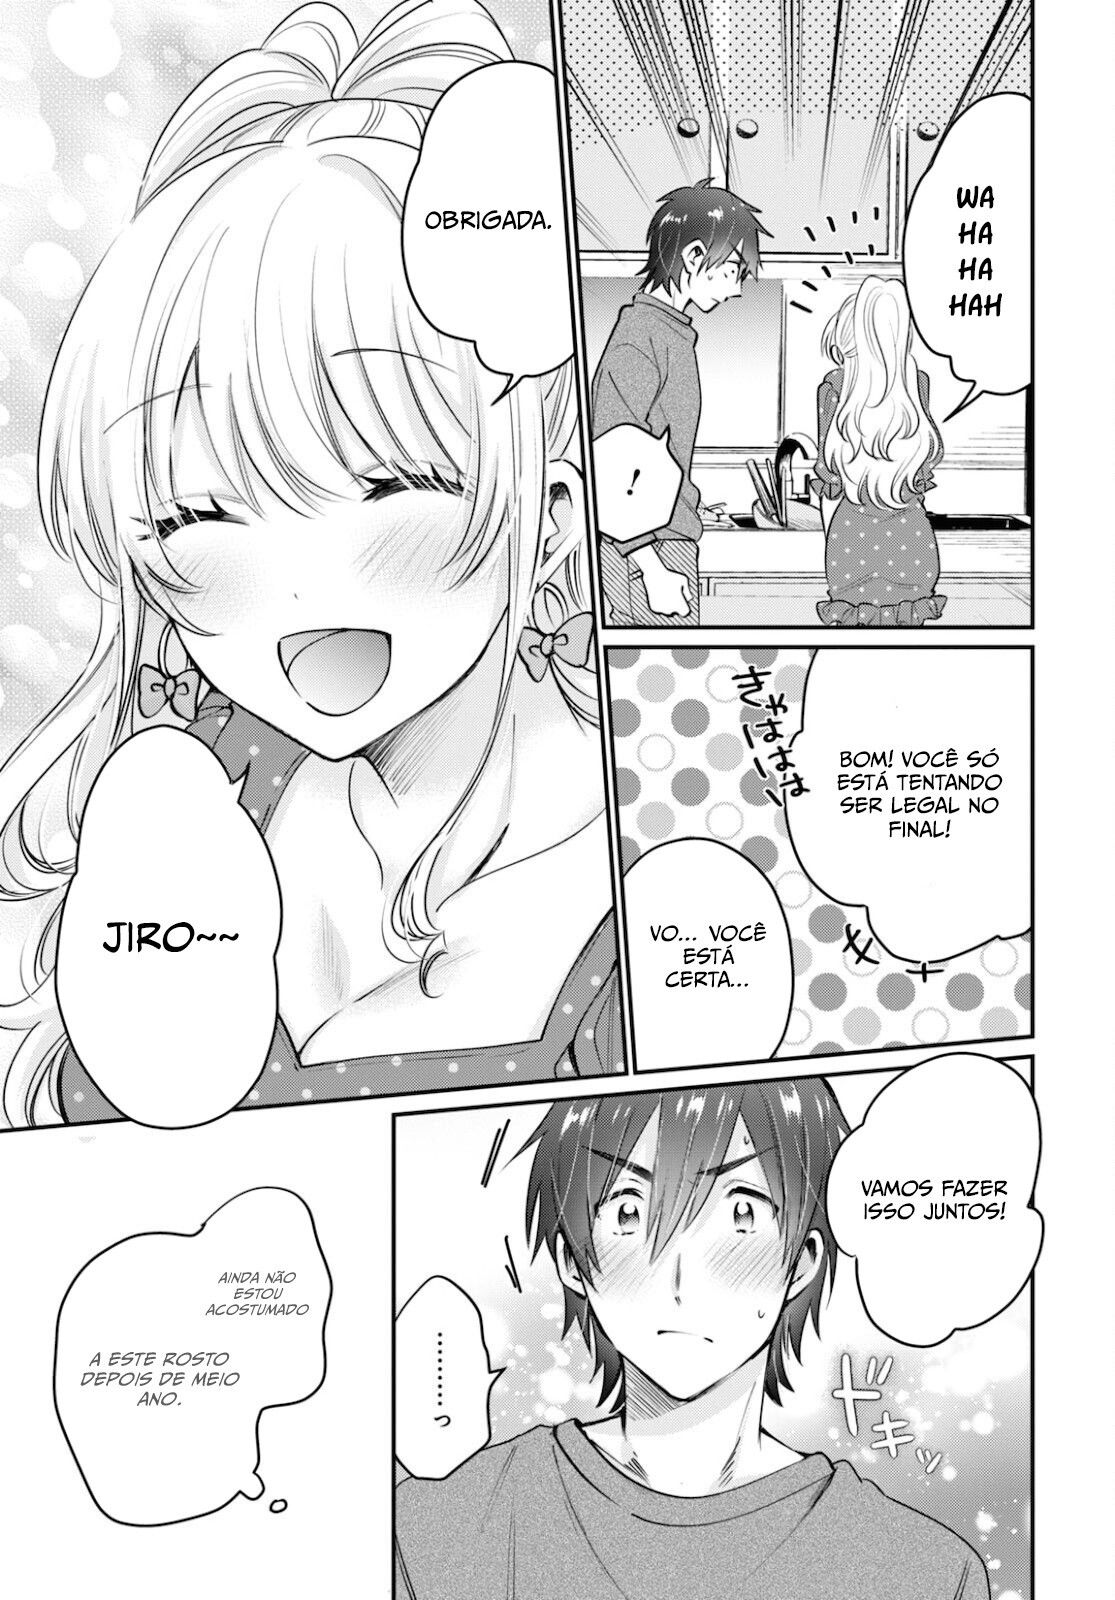 WA
HA
HA
HAH
!
BOM! VOCÊ SÓ
ESTÁ TENTANDO
SER LEGAL NO
FINAL!
きゃはははは
VO... VOCÊ
ESTÁ
CERTA...
OBRIGADA.
JIRO~~
VAMOS FAZER
ISSO JUNTOS!
ドキッ
………っ
AINDA NÃO
ESTOU
ACOSTUMADO
A ESTE ROSTO
DEPOIS DE MEIO
ANO.